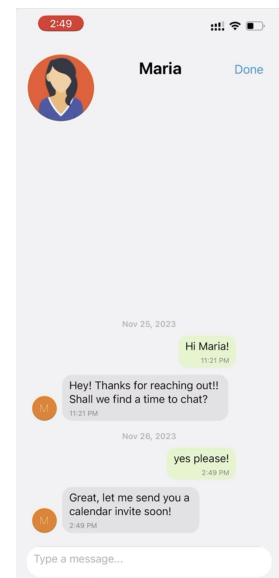 2:49
Maria
Done
Nov 25, 2023
Hi Maria!
11:21 PM
Hey! Thanks for reaching out!!
Shall we find a time to chat?
M
11:21 PM
Nov 26, 2023
yes please!
2:49 PM
Great, let me send you a
calendar invite soon!
M
2:49 PM
Type a message...